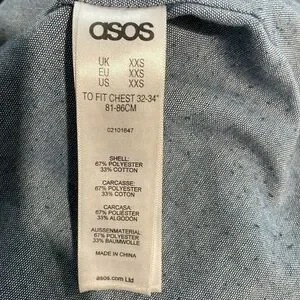 asos
UK XXS
EU XXS
US XXS
TO FIT CHEST 32-34"
81-86CM
02101647
SHELL:
67% POLYESTER
33% COTTON
CARCASSE:
67% POLYESTER
33% COTON
CARCASA:
67% POLIÉSTER
33% ALGODÓN
AUSSENMATERIAL
67% POLYESTER
33% BAUMWOLLE
MADE IN CHINA
asos.com Ltd